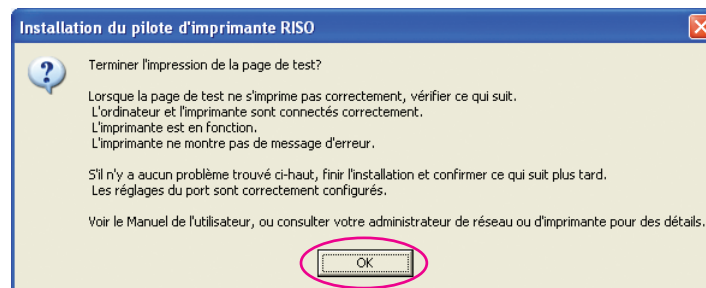 Installation du pilote d'imprimante RISO
Terminer l'impression de la page de test?
Lorsque la page de test ne s'imprime pas correctement, vérifier ce qui suit.
L'ordinateur et l'imprimante sont connectés correctement.
L'imprimante est en fonction.
L'imprimante ne montre pas de message d'erreur.
S'il n'y a aucun problème trouvé ci-haut, finir l'installation et confirmer ce qui suit plus tard.
Les réglages du port sont correctement configurés.
Voir le Manuel de l'utilisateur, ou consulter votre administrateur de réseau ou d'imprimante pour des détails.
OK